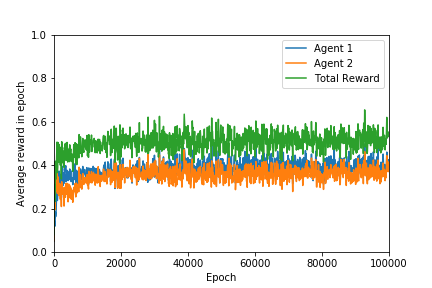 Average reward in epoch
1.0
0.8
0.6
0.4
0.2
0.0
Agent 1
Agent 2
Total Reward
0 20000 40000 60000 80000 100000
Epoch